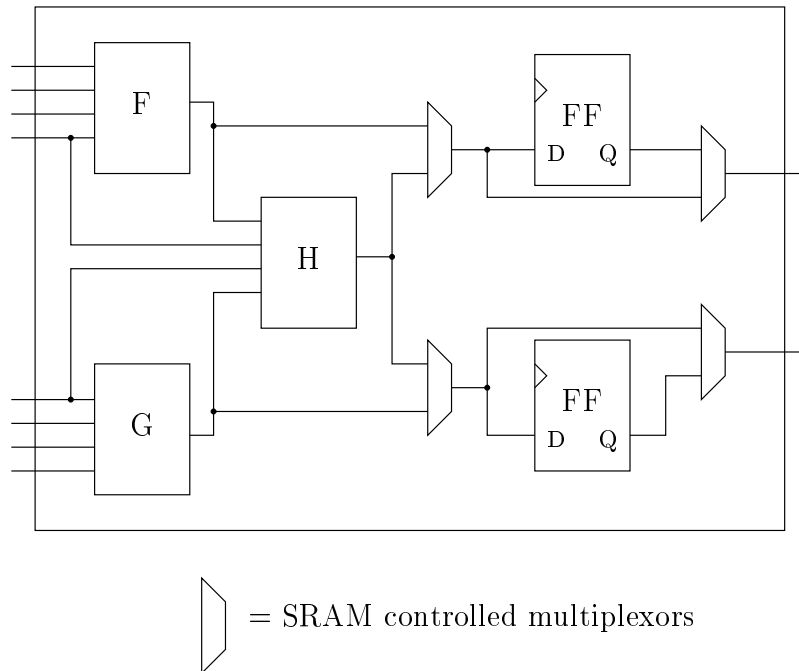 F
FF
D Q
H
FF
G
D Q
= SRAM controlled multiplexors